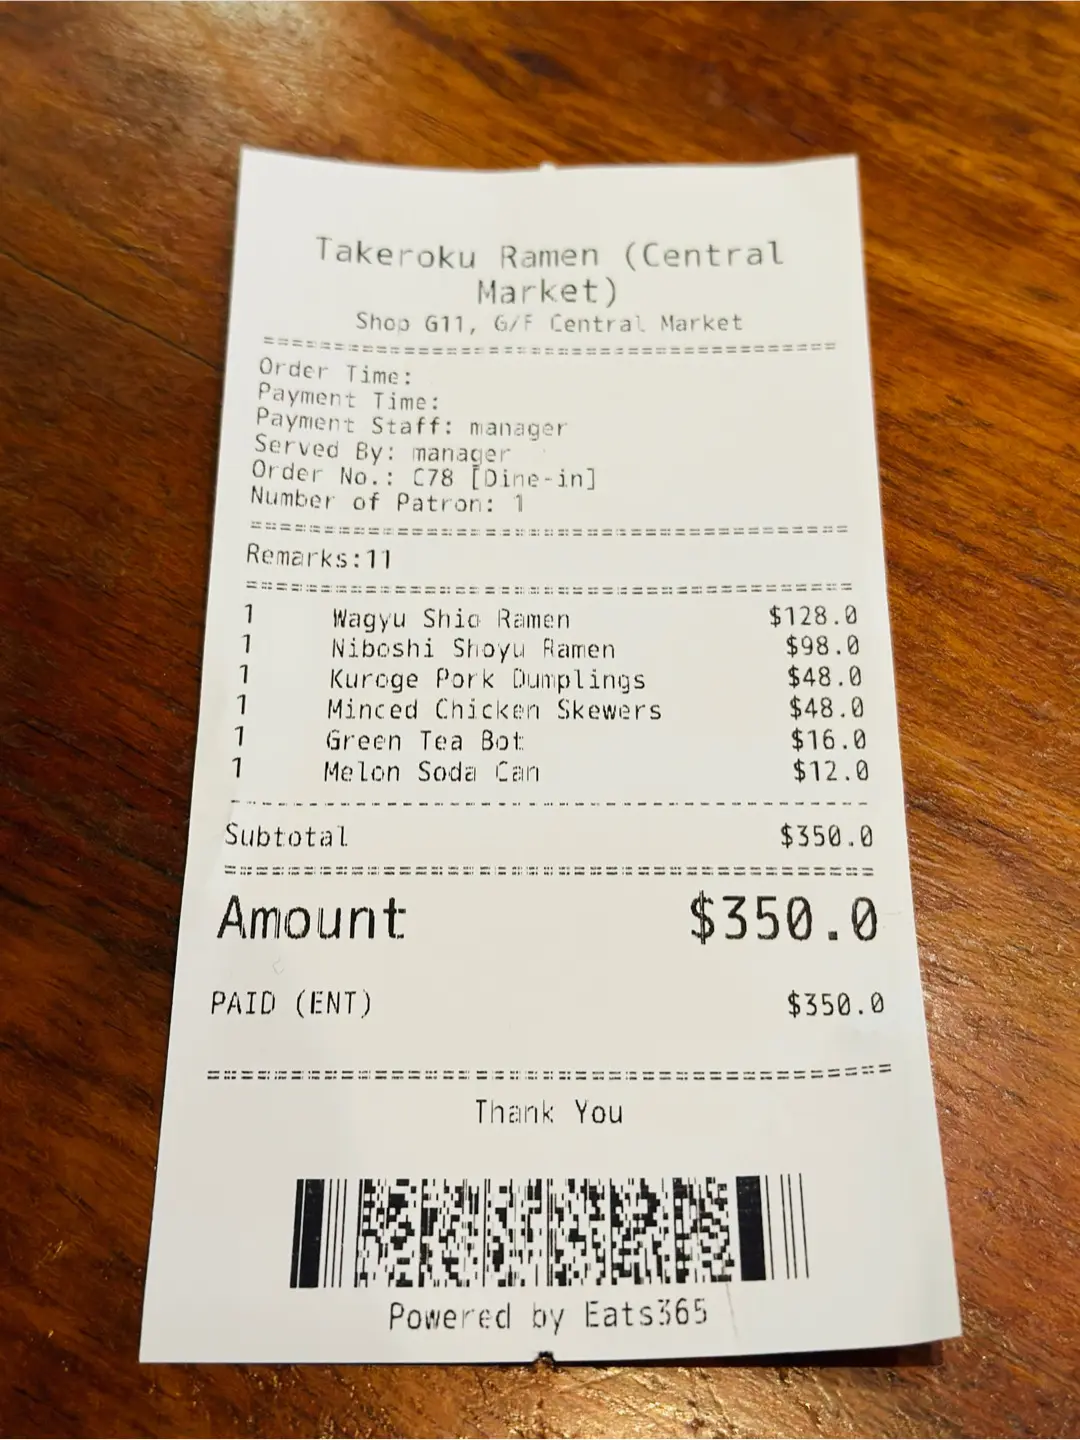 Takeroku Ramen (Central
Market)
Shop G11, G/F Central Market
Order Time:
Payment Time:
Payment Staff: manager
Served By: manager
Order No.: C78 [Dine-in]
Number of Patron: 1
Remarks:11
1 Wagyu Shio Ramen $128.0
1 Niboshi Shoyu Ramen $98.0
1 Kuroge Pork Dumplings $48.0
1 Minced Chicken Skewers $48.0
1 Green Tea Bot $16.0
1 Melon Soda Can $12.0
Subtotal $350.0
Amount $350.0
PAID (ENT) $350.0
Thank You
Powered by Eats365